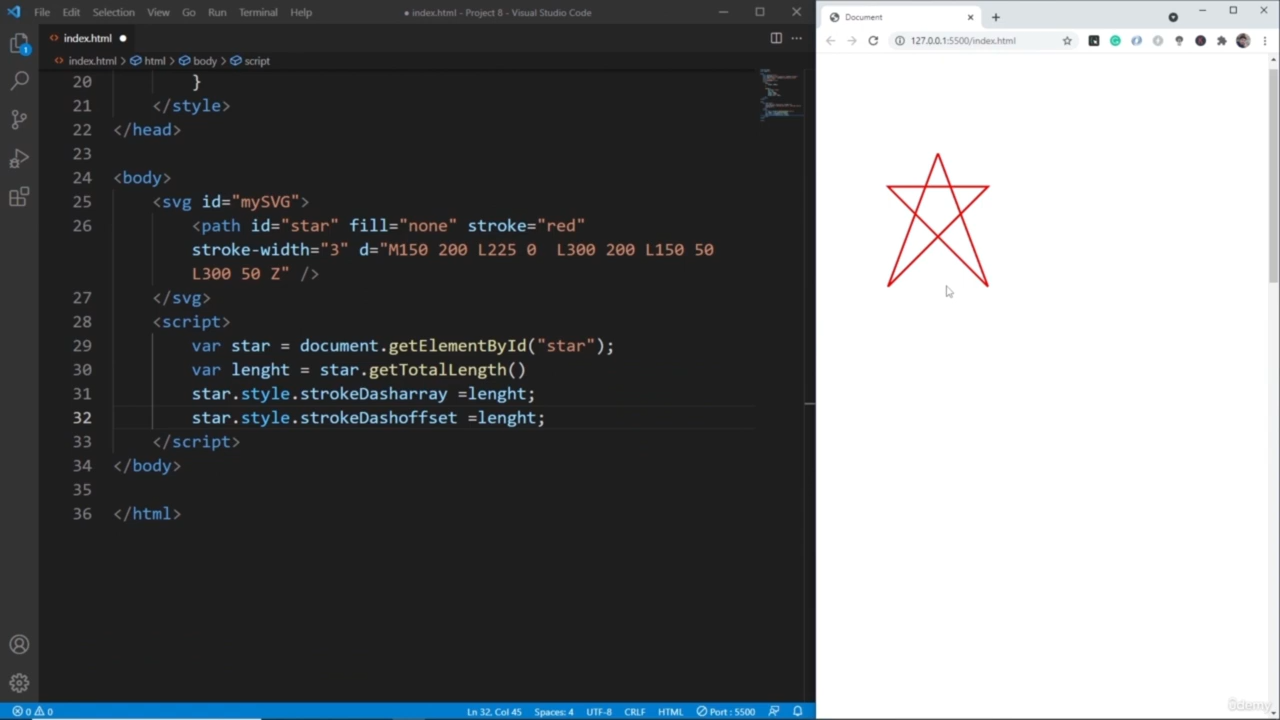 File Edit Selection View Go Run Terminal Help
● index.html - Project 8 - Visual Studio Code
index.html ●
index.html > html > body > script
1
20 }
21 </style>
22 </head>
23
24 <body>
25 <svg id="mySVG">
26 <path id="star" fill="none" stroke="red"
stroke-width="3" d="M150 200 L225 0  L300 200 L150 50
L300 50 Z" />
27 </svg>
28 <script>
29 var star = document.getElementById("star");
30 var lenght = star.getTotalLength()
31 star.style.strokeDasharray =lenght;
32 star.style.strokeDashoffset =lenght;
33 </script>
34 </body>
35
36 </html>
0 0
Ln 32, Col 45 Spaces: 4 UTF-8 CRLF HTML Port : 5500
Document
127.0.0.1:5500/index.html
ûdemy